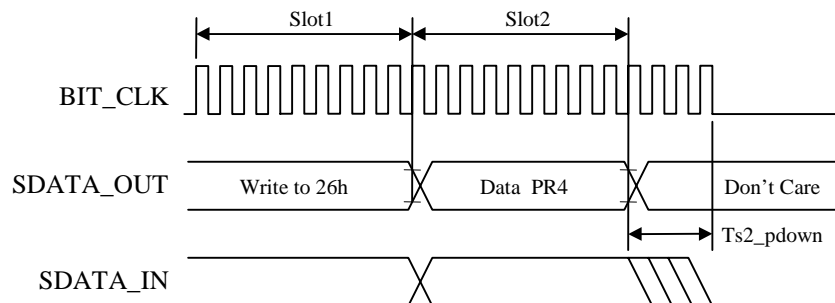 Slot1 Slot2
BIT_CLK
SDATA_OUT Write to 26h Data PR4 Don't Care
Ts2_pdown
SDATA_IN